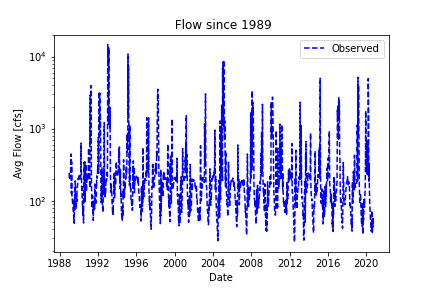 Flow since 1989
Observed
Avg Flow [cfs]
10^4
10^3
10^2
1988 1992 1996 2000 2004 2008 2012 2016 2020
Date